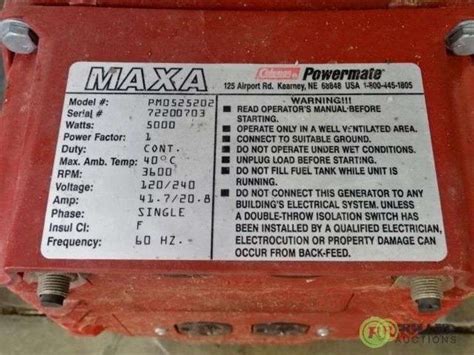 MAXA
Coleman Powermate
125 Airport Rd. Kearney, NE 68848 USA 1-800-445-1805
Model #: PM0525202
Serial # 72200703
Watts: 5000
Power Factor: 1
Duty: CONT.
Max. Amb. Temp: 40°C
RPM: 3600
Voltage: 120/240
Amp: 41.7/20.8
Phase: SINGLE
Insul Cl: F
Frequency: 60 HZ.
WARNING!!!
READ OPERATOR'S MANUAL BEFORE
STARTING.
OPERATE ONLY IN A WELL VENTILATED AREA.
CONNECT TO SUITABLE GROUND.
DO NOT OPERATE UNDER WET CONDITIONS.
UNPLUG LOAD BEFORE STARTING.
DO NOT FILL FUEL TANK WHILE UNIT IS
RUNNING.
DO NOT CONNECT THIS GENERATOR TO ANY
BUILDING'S ELECTRICAL SYSTEM. UNLESS
A DOUBLE-THROW ISOLATION SWITCH HAS
BEEN INSTALLED BY A QUALIFIED ELECTRICIAN,
ELECTROCUTION OR PROPERTY DAMAGE CAN
OCCUR FROM BACK-FEED.
AUCTIONS